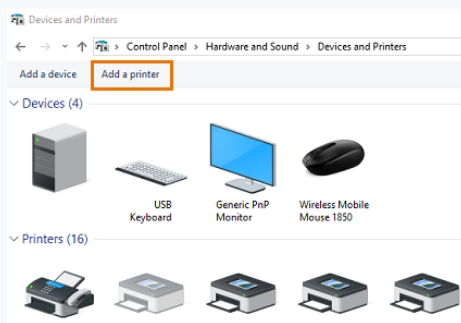 Devices and Printers
Control Panel > Hardware and Sound > Devices and Printers
Add a device Add a printer
Devices (4)
USB Keyboard
Generic PnP Monitor
Wireless Mobile Mouse 1850
Printers (16)